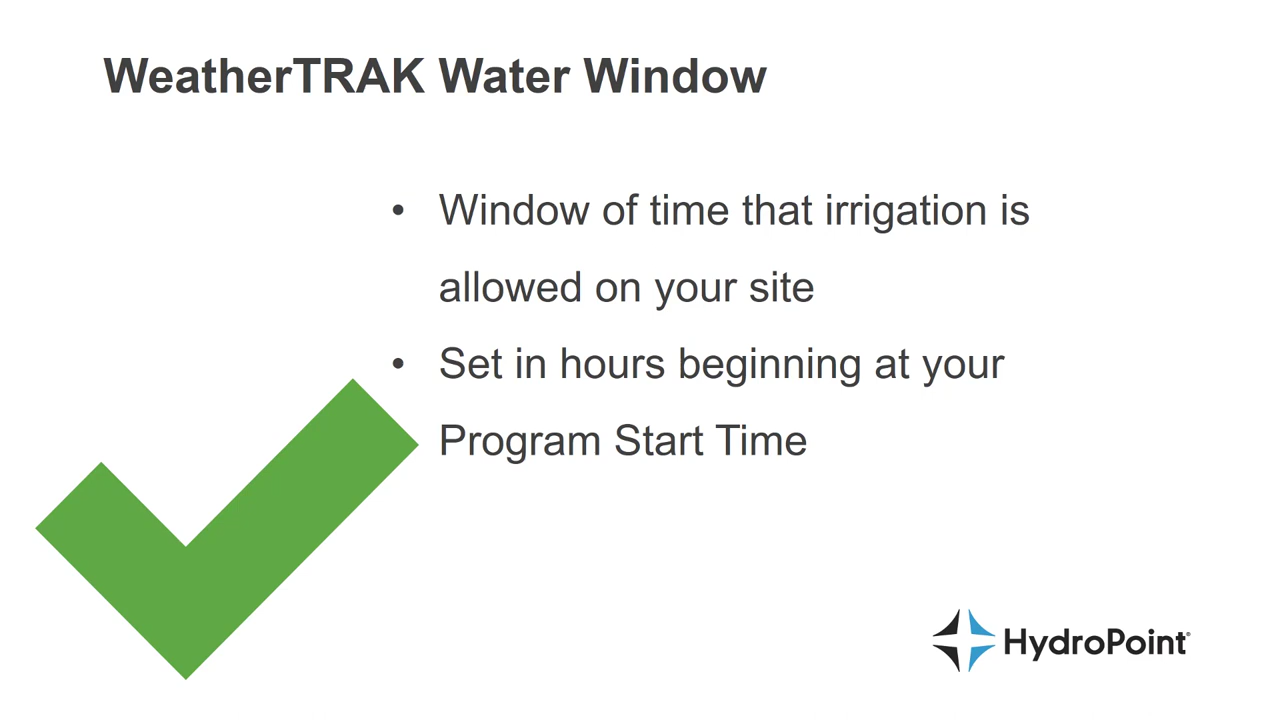 WeatherTRAK Water Window
• Window of time that irrigation is
allowed on your site
• Set in hours beginning at your
Program Start Time
HydroPoint®